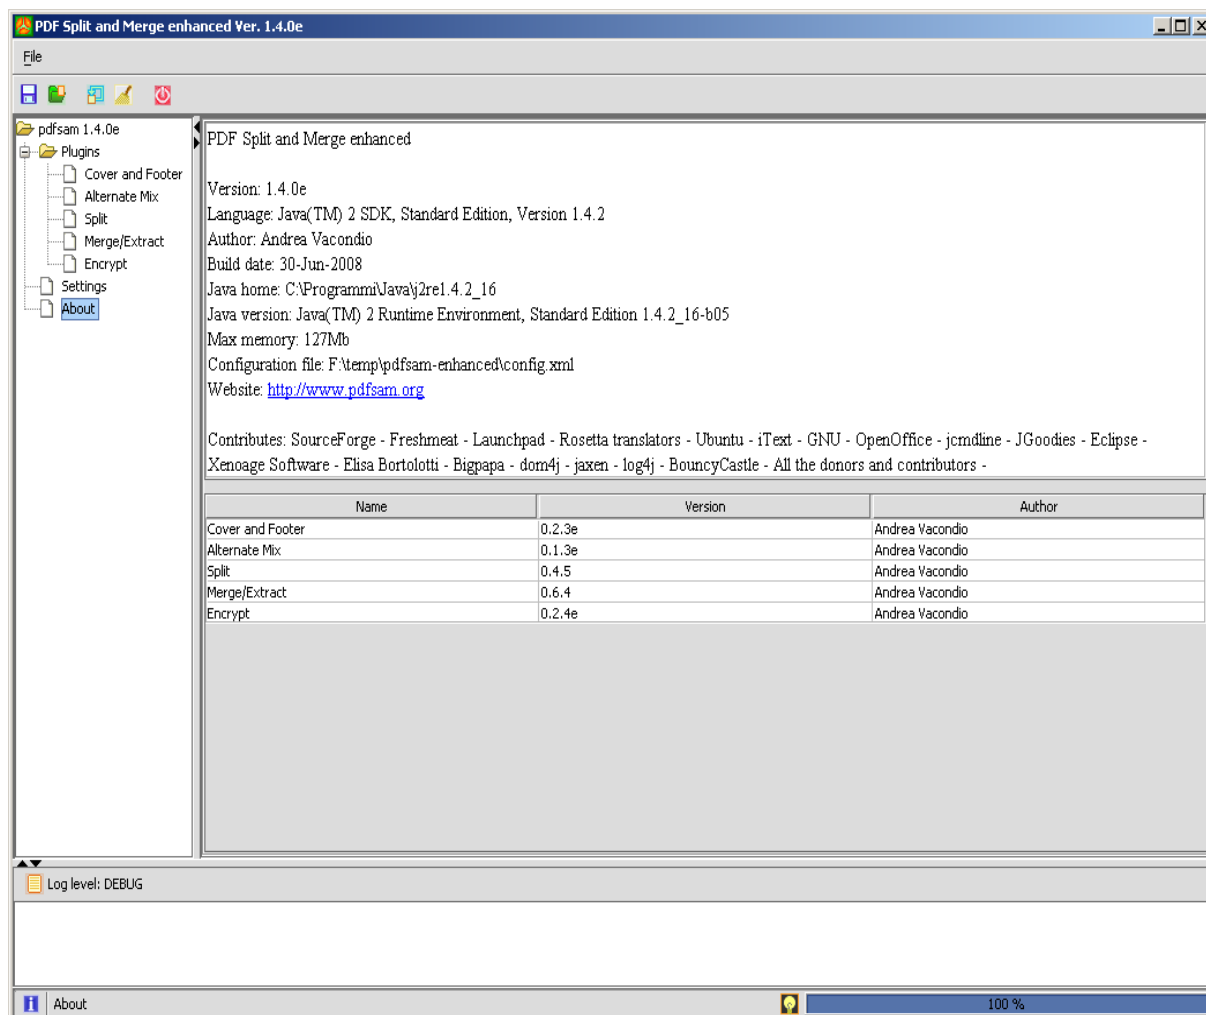 PDF Split and Merge enhanced Ver. 1.4.0e
File
pdfsam 1.4.0e
Plugins
Cover and Footer
Alternate Mix
Split
Merge/Extract
Encrypt
Settings
About
PDF Split and Merge enhanced
Version: 1.4.0e
Language: Java(TM) 2 SDK, Standard Edition, Version 1.4.2
Author: Andrea Vacondio
Build date: 30-Jun-2008
Java home: C:\Programmi\Java\j2re1.4.2_16
Java version: Java(TM) 2 Runtime Environment, Standard Edition 1.4.2_16-b05
Max memory: 127Mb
Configuration file: F:\temp\pdfsam-enhanced\config.xml
Website: http://www.pdfsam.org
Contributes: SourceForge - Freshmeat - Launchpad - Rosetta translators - Ubuntu - iText - GNU - OpenOffice - jcmdline - JGoodies - Eclipse -
Xenoage Software - Elisa Bortolotti - Bigpapa - dom4j - jaxen - log4j - BouncyCastle - All the donors and contributors -
Name Version Author
Cover and Footer 0.2.3e Andrea Vacondio
Alternate Mix 0.1.3e Andrea Vacondio
Split 0.4.5 Andrea Vacondio
Merge/Extract 0.6.4 Andrea Vacondio
Encrypt 0.2.4e Andrea Vacondio
Log level: DEBUG
About 100 %